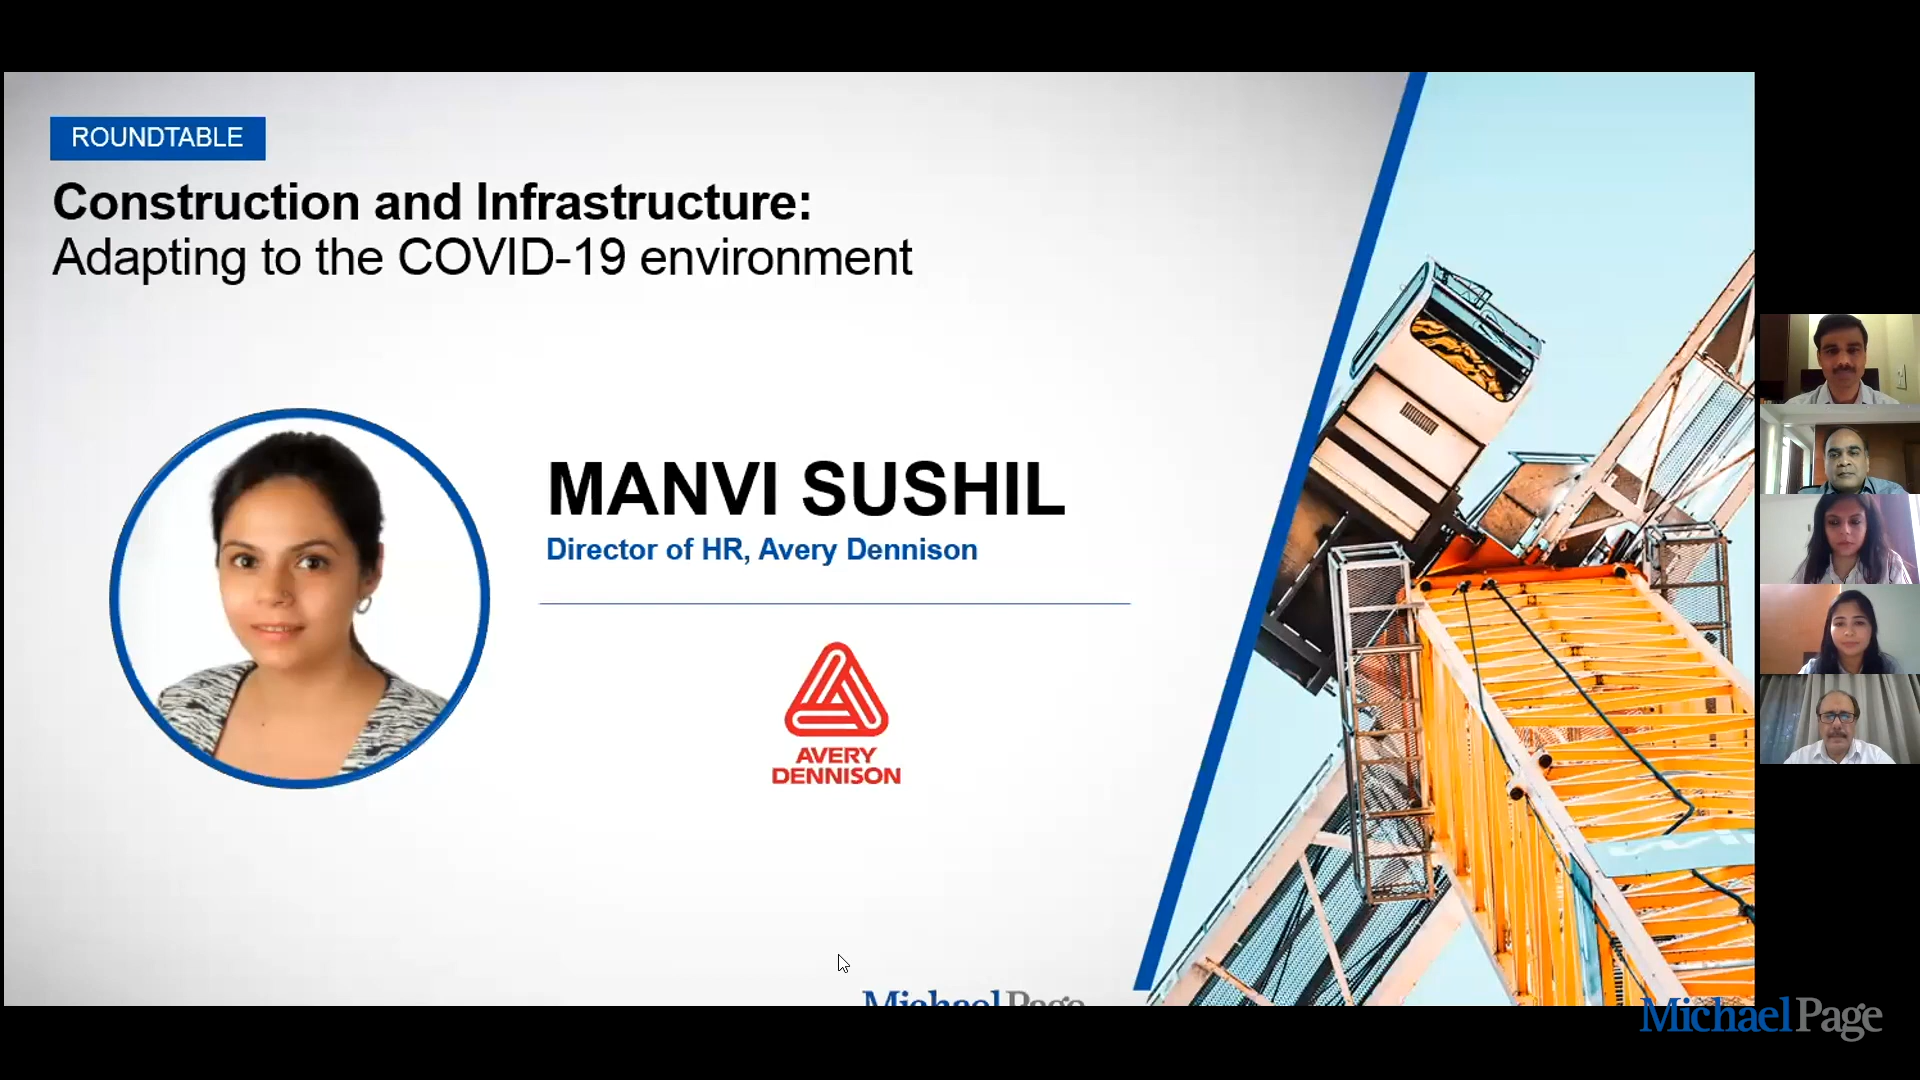 ROUNDTABLE
Construction and Infrastructure:
Adapting to the COVID-19 environment
MANVI SUSHIL
Director of HR, Avery Dennison
AVERY
DENNISON
MichaelPage
MichaelPage